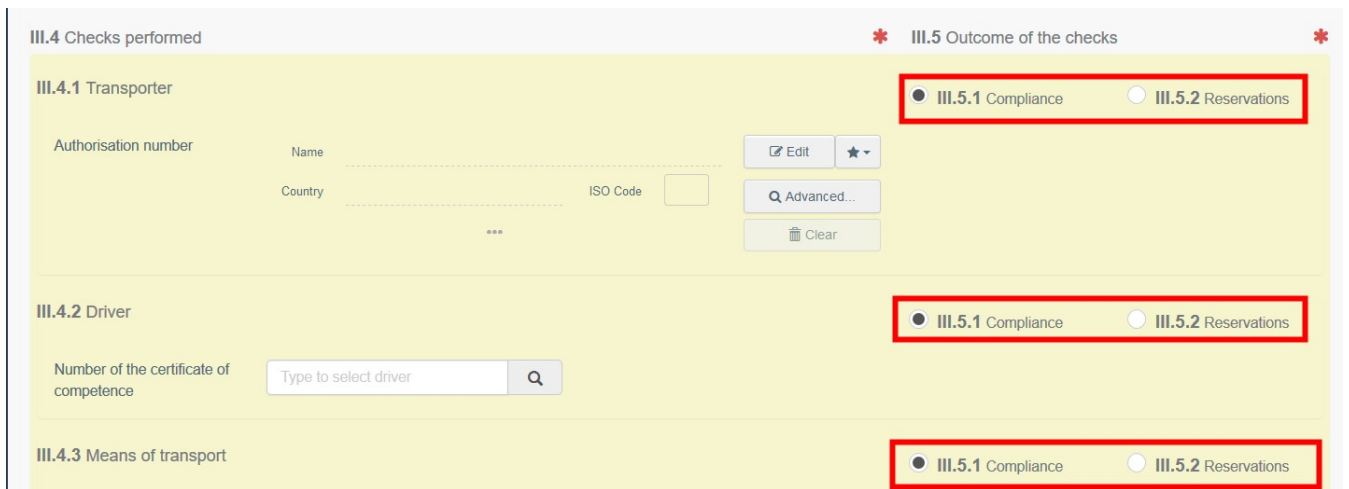 III.4 Checks performed * III.5 Outcome of the checks *
III.4.1 Transporter
III.5.1 Compliance III.5.2 Reservations
Authorisation number
Name
Edit
Country
ISO Code
Advanced...
•••
Clear
III.4.2 Driver
III.5.1 Compliance III.5.2 Reservations
Number of the certificate of
competence
Type to select driver
III.4.3 Means of transport
III.5.1 Compliance III.5.2 Reservations